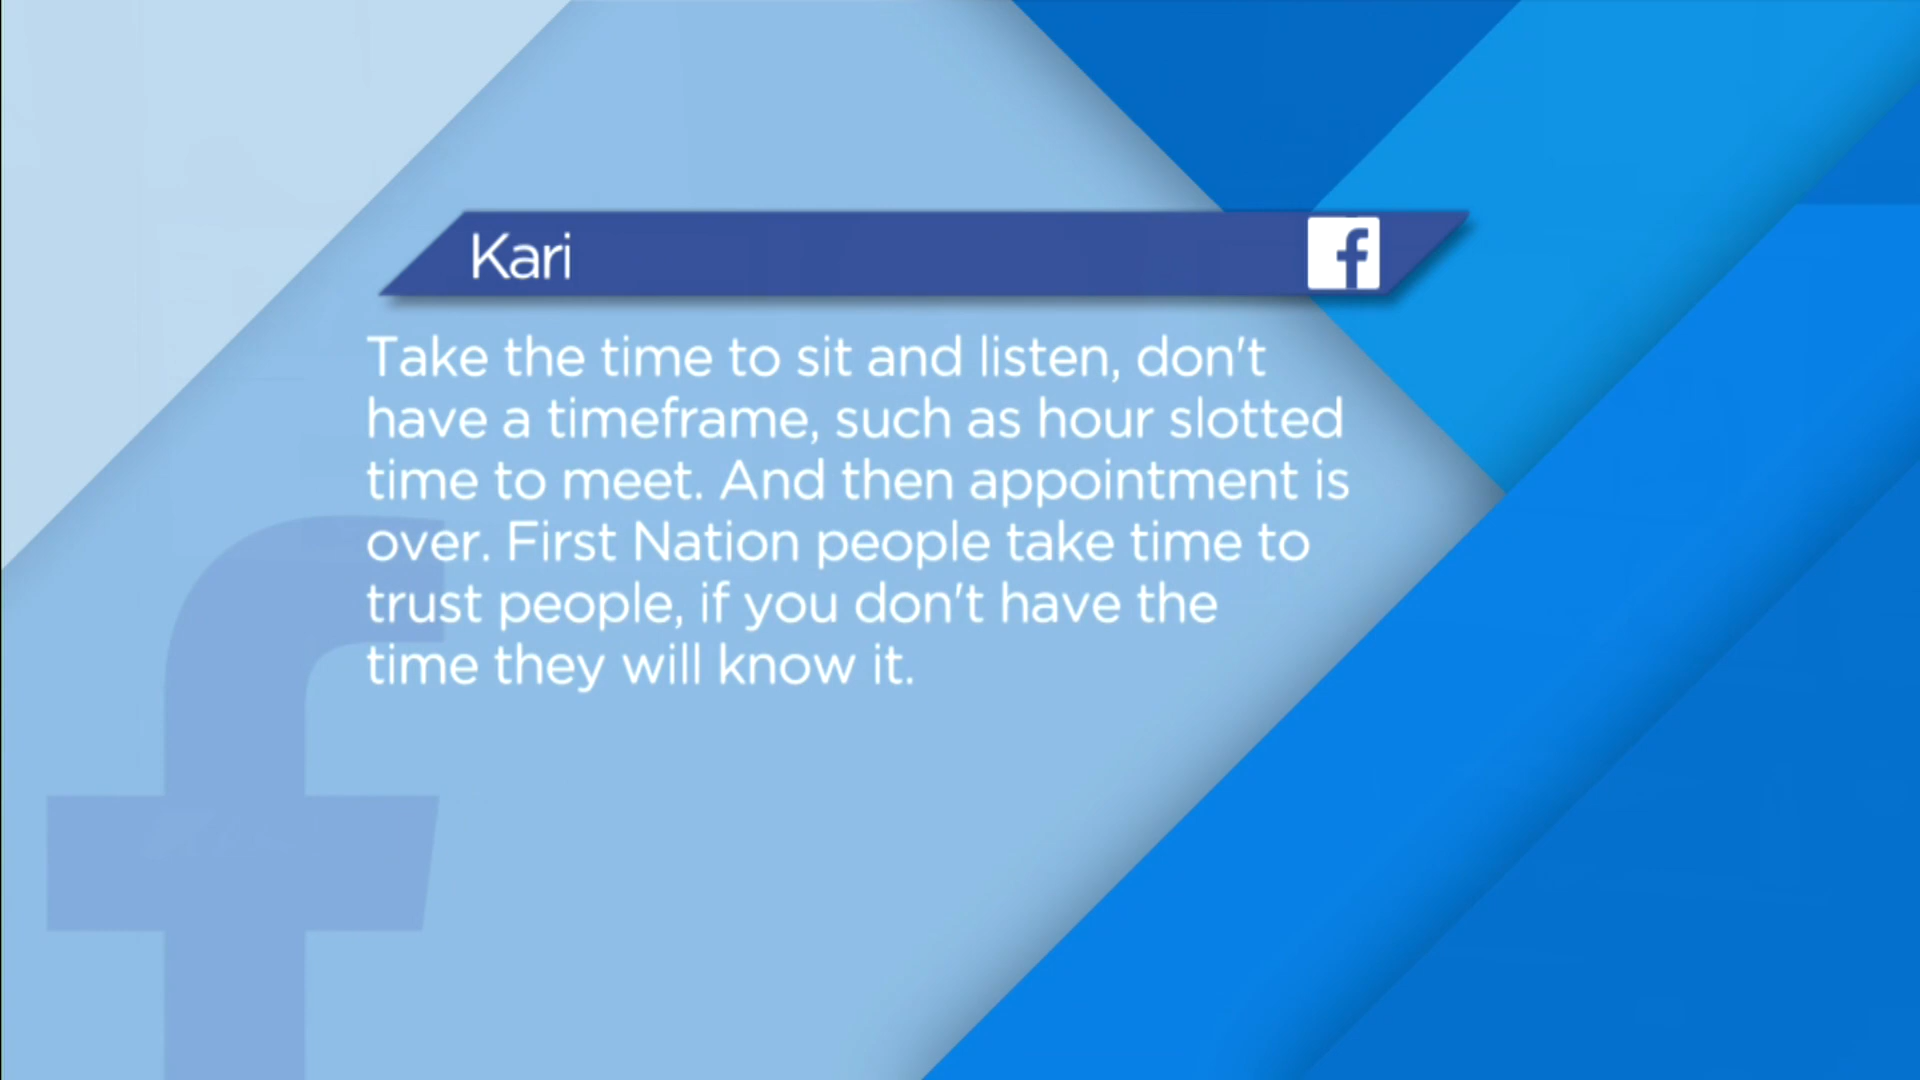 Kari
Take the time to sit and listen, don't
have a timeframe, such as hour slotted
time to meet. And then appointment is
over. First Nation people take time to
trust people, if you don't have the
time they will know it.